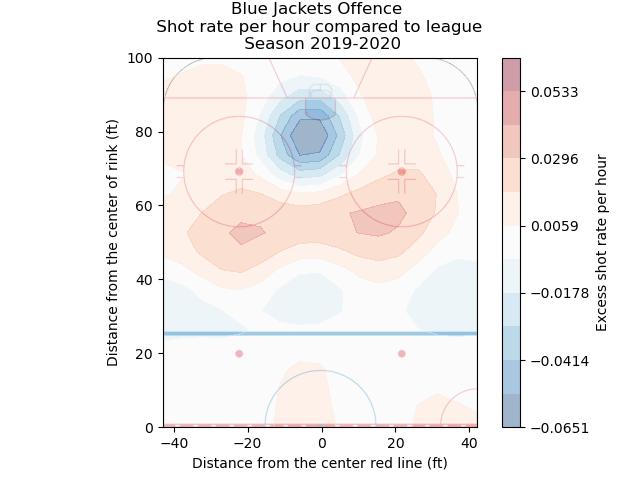 Blue Jackets Offence
Shot rate per hour compared to league
Season 2019-2020
100
80
60
40
20
0
−40
−20
0
20
40
Distance from the center of rink (ft)
Distance from the center red line (ft)
0.0533
0.0296
0.0059
−0.0178
−0.0414
−0.0651
Excess shot rate per hour